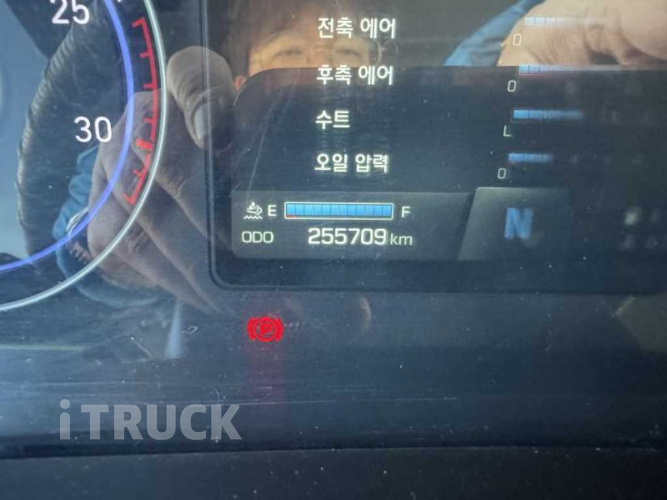 25
30
전축 에어
0
후축 에어
0
수트
L
오일 압력
0
E F
ODO 255709 km
N
P
iTRUCK